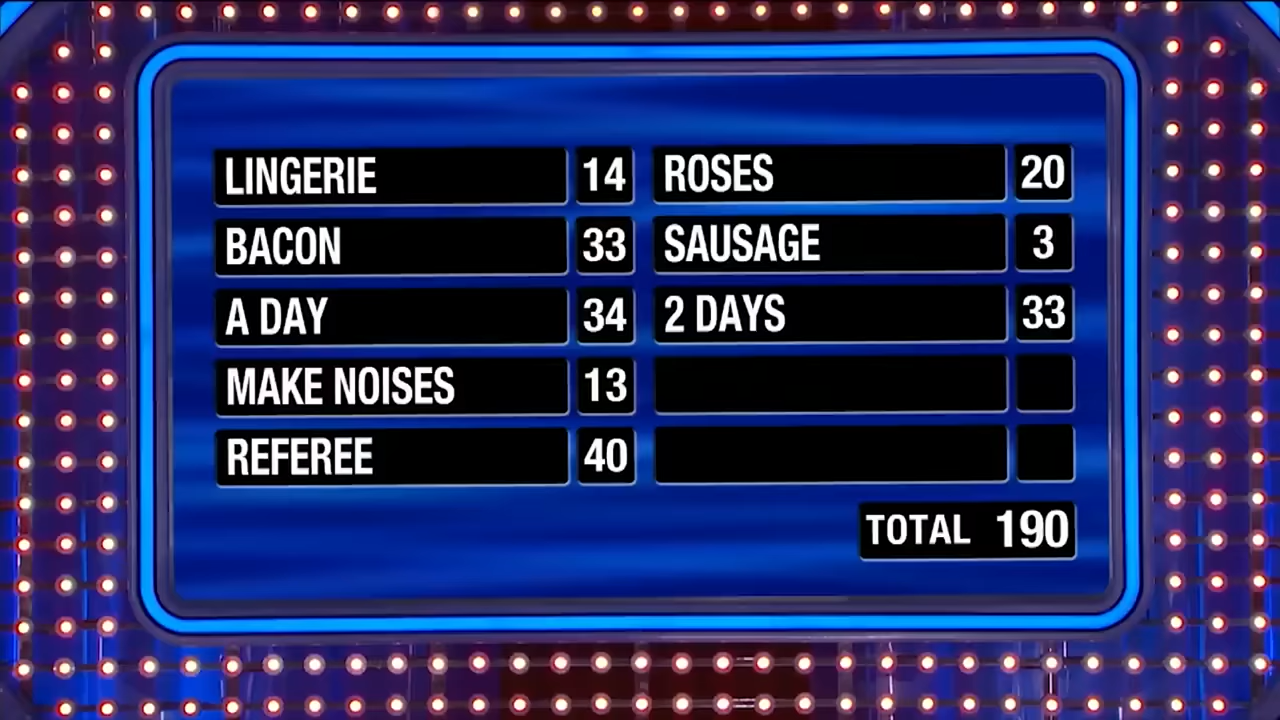 LINGERIE 14 ROSES 20
BACON 33 SAUSAGE 3
A DAY 34 2 DAYS 33
MAKE NOISES 13
REFEREE 40
TOTAL 190